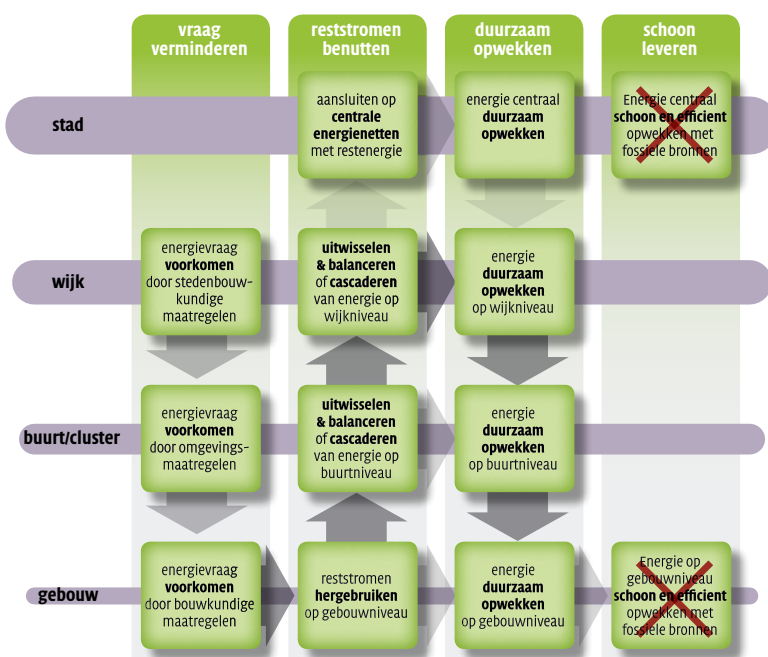 vraag
verminderen
reststromen
benutten
duurzaam
opwekken
schoon
leveren
stad
aansluiten op
centrale
energienetten
met restenergie
energie centraal
duurzaam
opwekken
Energie centraal
schoon en efficient
opwekken met
fossiele bronnen
wijk
energievraag
voorkomen
door stedenbouw-
kundige
maatregelen
uitwisselen
& balanceren
of cascaderen
van energie op
wijkniveau
energie
duurzaam
opwekken
op wijkniveau
buurt/cluster
energievraag
voorkomen
door omgevings-
maatregelen
uitwisselen
& balanceren
of cascaderen
van energie op
buurtniveau
energie
duurzaam
opwekken
op buurtniveau
gebouw
energievraag
voorkomen
door bouwkundige
maatregelen
reststromen
hergebruiken
op gebouwniveau
energie
duurzaam
opwekken
op gebouwniveau
Energie op
gebouwniveau
schoon en efficient
opwekken met
fossiele bronnen